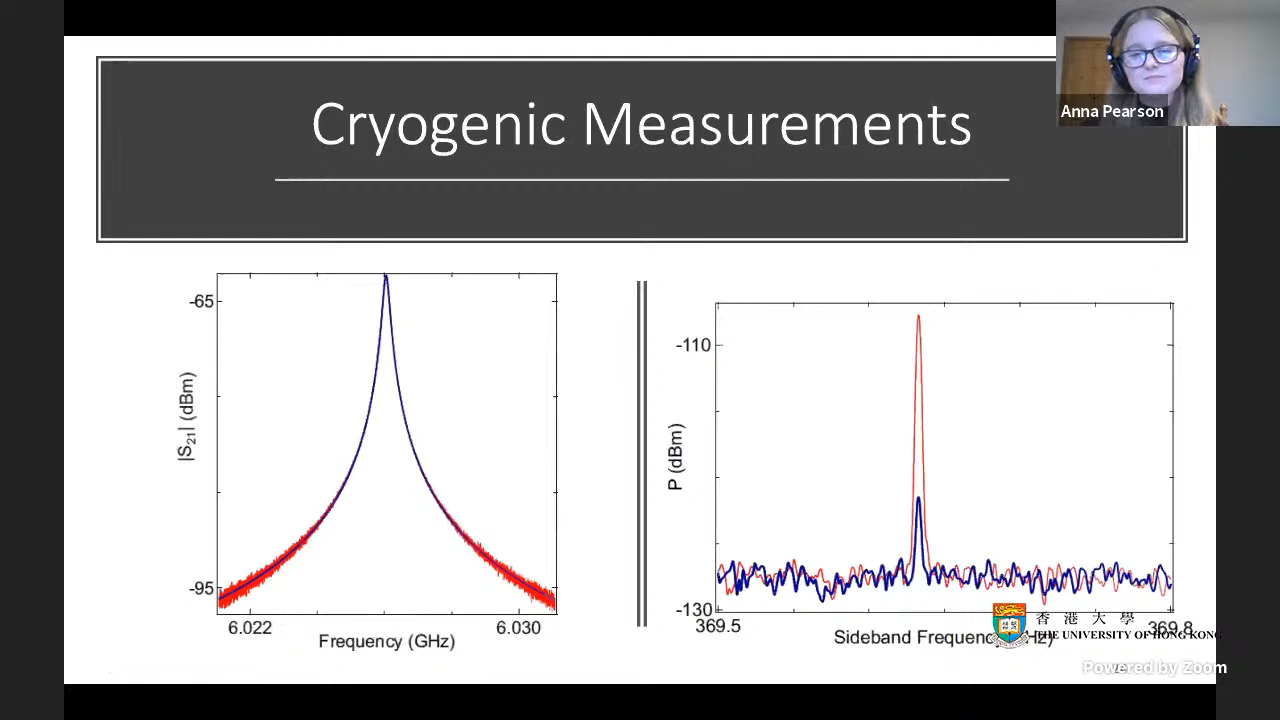 Cryogenic Measurements
Anna Pearson
-65
|S21| (dBm)
-95
6.022
6.030
Frequency (GHz)
-110
P (dBm)
-130
369.5
369.8
Sideband Frequenc
Hz)
香港大學
THE UNIVERSITY OF HONG KONG
Powered by Zoom